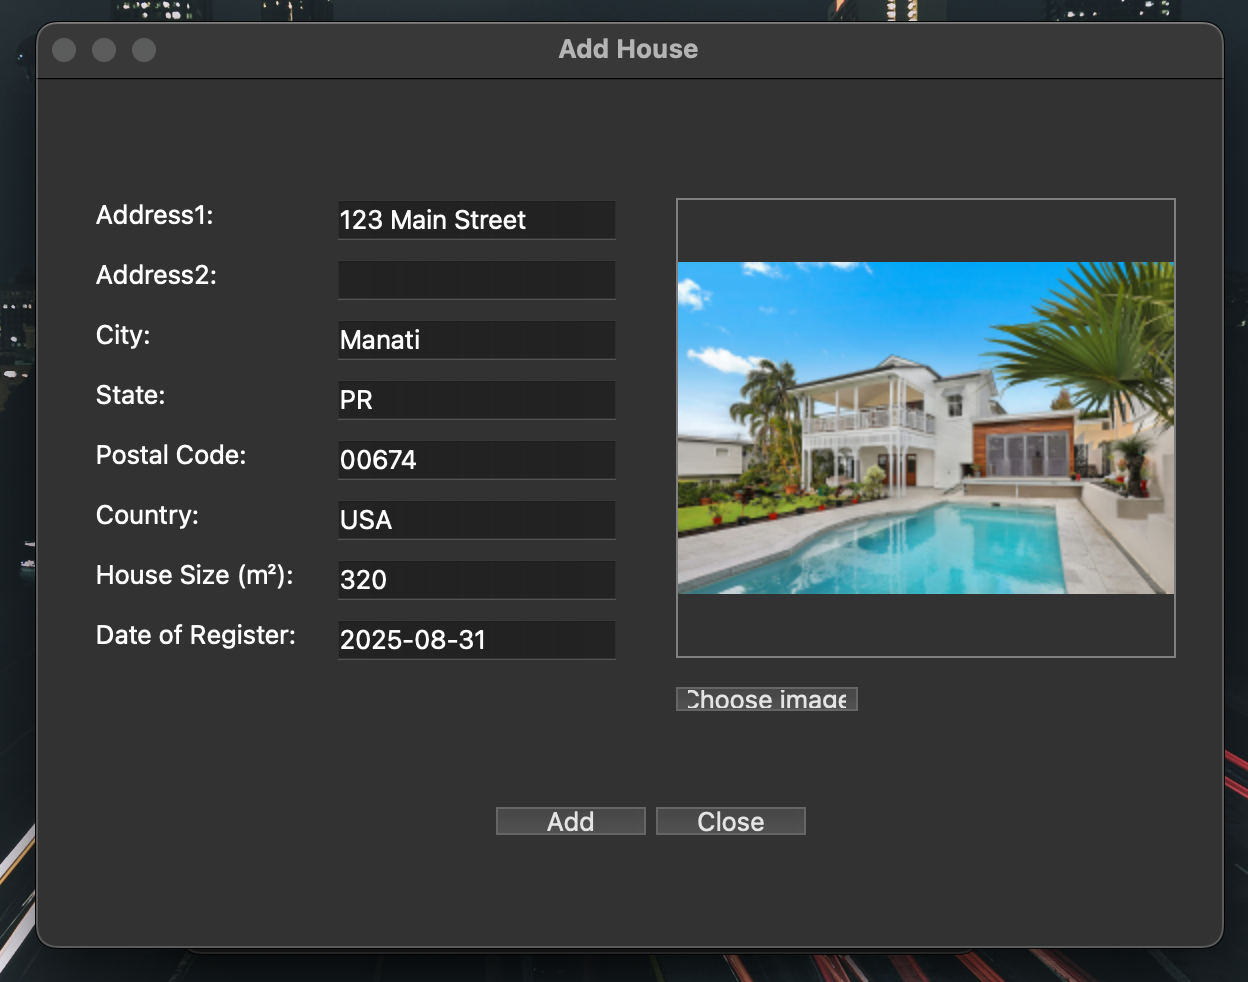 Add House
Address1: 123 Main Street
Address2:
City: Manati
State: PR
Postal Code: 00674
Country: USA
House Size (m²): 320
Date of Register: 2025-08-31
Choose image
Add Close